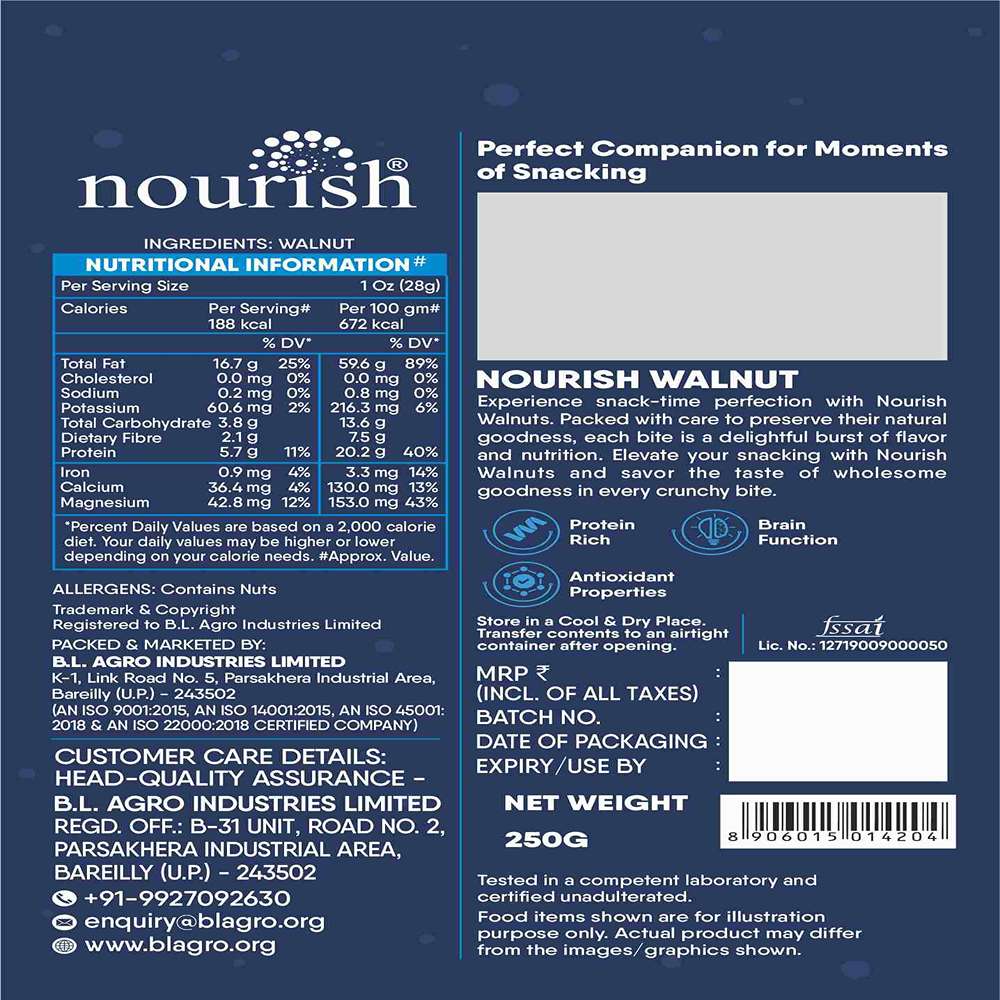 nourish®
INGREDIENTS: WALNUT
NUTRITIONAL INFORMATION#
Per Serving Size 1 Oz (28g)
Calories Per Serving# Per 100 gm#
188 kcal 672 kcal
% DV* % DV*
Total Fat 16.7 g 25% 59.6 g 89%
Cholesterol 0.0 mg 0% 0.0 mg 0%
Sodium 0.2 mg 0% 0.8 mg 0%
Potassium 60.6 mg 2% 216.3 mg 6%
Total Carbohydrate 3.8 g 13.6 g
Dietary Fibre 2.1 g 7.5 g
Protein 5.7 g 11% 20.2 g 40%
Iron 0.9 mg 4% 3.3 mg 14%
Calcium 36.4 mg 4% 130.0 mg 13%
Magnesium 42.8 mg 12% 153.0 mg 43%
*Percent Daily Values are based on a 2,000 calorie
diet. Your daily values may be higher or lower
depending on your calorie needs. #Approx. Value.
ALLERGENS: Contains Nuts
Trademark & Copyright
Registered to B.L. Agro Industries Limited
PACKED & MARKETED BY:
B.L. AGRO INDUSTRIES LIMITED
K-1, Link Road No. 5, Parsakhera Industrial Area,
Bareilly (U.P.) - 243502
(AN ISO 9001:2015, AN ISO 14001:2015, AN ISO 45001:
2018 & AN ISO 22000:2018 CERTIFIED COMPANY)
CUSTOMER CARE DETAILS:
HEAD-QUALITY ASSURANCE -
B.L. AGRO INDUSTRIES LIMITED
REGD. OFF.: B-31 UNIT, ROAD NO. 2,
PARSAKHERA INDUSTRIAL AREA,
BAREILLY (U.P.) - 243502
+91-9927092630
enquiry@blagro.org
www.blagro.org
Perfect Companion for Moments
of Snacking
NOURISH WALNUT
Experience snack-time perfection with Nourish
Walnuts. Packed with care to preserve their natural
goodness, each bite is a delightful burst of flavor
and nutrition. Elevate your snacking with Nourish
Walnuts and savor the taste of wholesome
goodness in every crunchy bite.
Protein
Rich
Brain
Function
Antioxidant
Properties
Store in a Cool & Dry Place.
Transfer contents to an airtight
container after opening.
fssai
Lic. No.: 12719009000050
MRP ₹ :
(INCL. OF ALL TAXES)
BATCH NO. :
DATE OF PACKAGING :
EXPIRY/USE BY :
NET WEIGHT
250G
8 906015 014204
Tested in a competent laboratory and
certified unadulterated.
Food items shown are for illustration
purpose only. Actual product may differ
from the images/graphics shown.